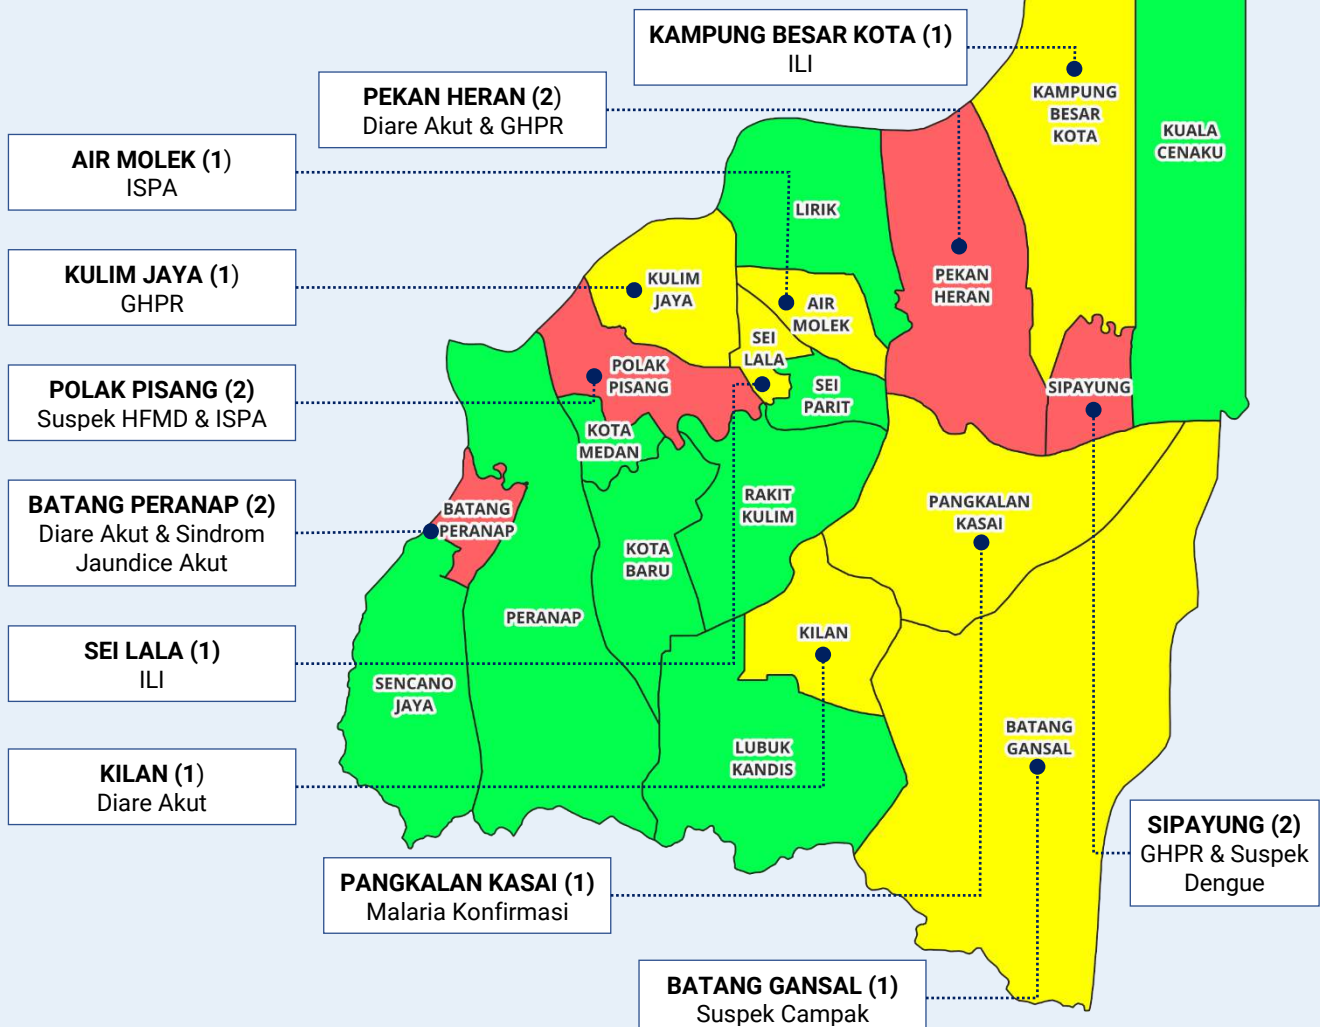 KAMPUNG BESAR KOTA (1)
ILI
PEKAN HERAN (2)
Diare Akut & GHPR
AIR MOLEK (1)
ISPA
KULIM JAYA (1)
GHPR
POLAK PISANG (2)
Suspek HFMD & ISPA
BATANG PERANAP (2)
Diare Akut & Sindrom
Jaundice Akut
SEI LALA (1)
ILI
KILAN (1)
Diare Akut
PANGKALAN KASAI (1)
Malaria Konfirmasi
BATANG GANSAL (1)
Suspek Campak
SIPAYUNG (2)
GHPR & Suspek
Dengue
KAMPUNG
BESAR
KOTA
KUALA
CENAKU
LIRIK
PEKAN
HERAN
KULIM
JAYA
AIR
MOLEK
SEI
LALA
POLAK
PISANG
SEI
PARIT
SIPAYUNG
KOTA
MEDAN
BATANG
PERANAP
RAKIT
KULIM
PANGKALAN
KASAI
KOTA
BARU
PERANAP
KILAN
SENCANO
JAYA
LUBUK
KANDIS
BATANG
GANSAL